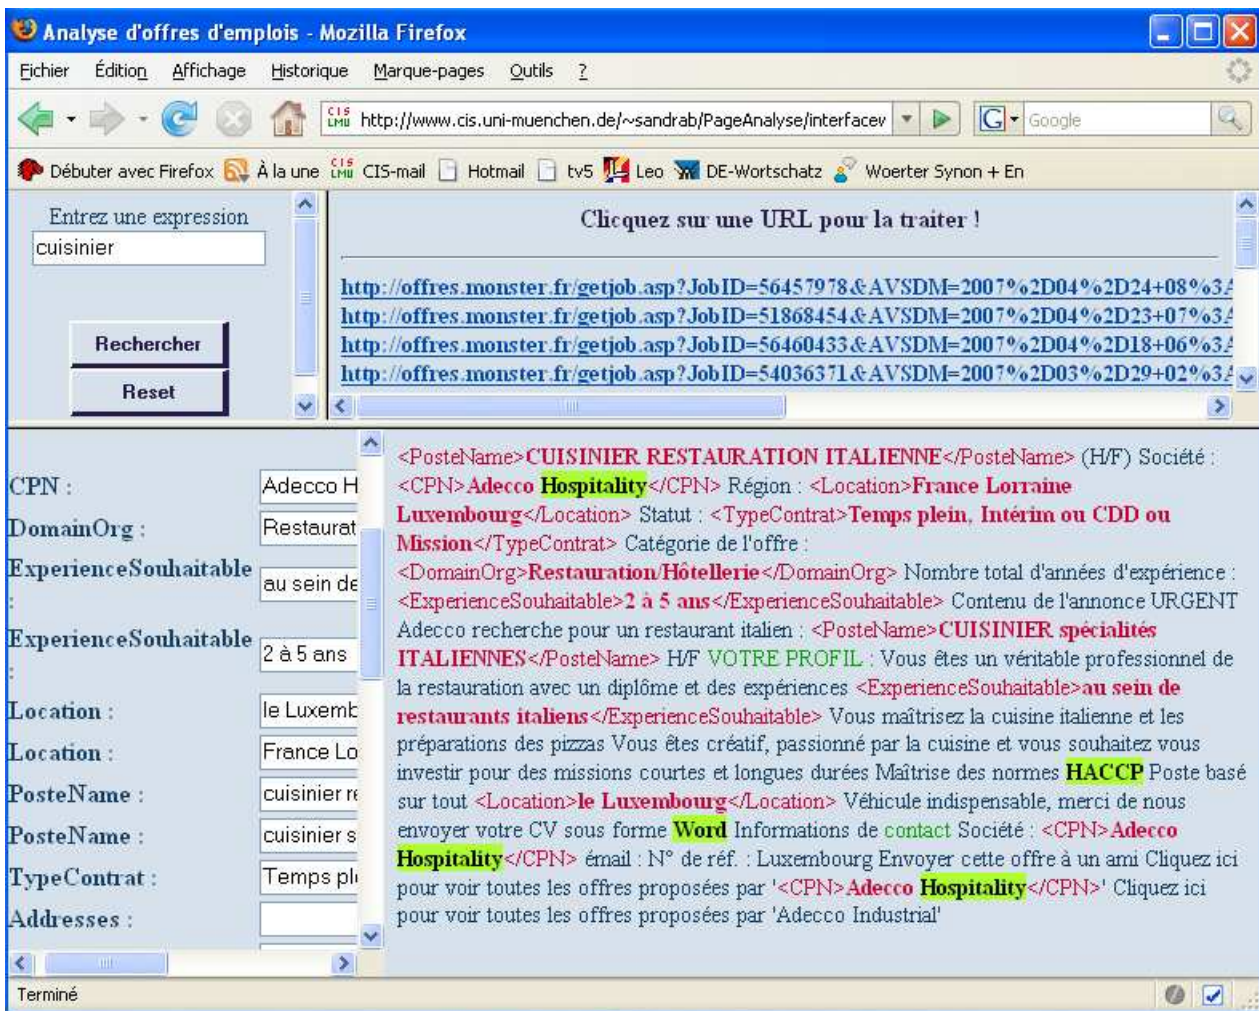 Analyse d'offres d'emplois - Mozilla Firefox
Fichier Édition Affichage Historique Marque-pages Outils ?
CIS LMU http://www.cis.uni-muenchen.de/~sandrab/PageAnalyse/interfacev G Google
Débuter avec Firefox À la une CIS LMU CIS-mail Hotmail tv5 Leo DE-Wortschatz Woerter Synon + En
Entrez une expression
cuisinier
Rechercher
Reset
Clicquez sur une URL pour la traiter !
http://offres.monster.fr/getjob.asp?JobID=56457978&AVSDM=2007%2D04%2D24+08%3A
http://offres.monster.fr/getjob.asp?JobID=51868454&AVSDM=2007%2D04%2D23+07%3A
http://offres.monster.fr/getjob.asp?JobID=56460433&AVSDM=2007%2D04%2D18+06%3A
http://offres.monster.fr/getjob.asp?JobID=54036371&AVSDM=2007%2D03%2D29+02%3A
CPN : Adecco H
DomainOrg : Restaurat
ExperienceSouhaitable : au sein de
ExperienceSouhaitable : 2 à 5 ans
Location : le Luxemb
Location : France Lo
PosteName : cuisinier re
PosteName : cuisinier s
TypeContrat : Temps ple
Addresses :
<PosteName>CUISINIER RESTAURATION ITALIENNE</PosteName> (H/F) Société :
<CPN>Adecco Hospitality</CPN> Région : <Location>France Lorraine
Luxembourg</Location> Statut : <TypeContrat>Temps plein, Intérim ou CDD ou
Mission</TypeContrat> Catégorie de l'offre :
<DomainOrg>Restauration/Hôtellerie</DomainOrg> Nombre total d'années d'expérience :
<ExperienceSouhaitable>2 à 5 ans</ExperienceSouhaitable> Contenu de l'annonce URGENT
Adecco recherche pour un restaurant italien : <PosteName>CUISINIER spécialités
ITALIENNES</PosteName> H/F VOTRE PROFIL : Vous êtes un véritable professionnel de
la restauration avec un diplôme et des expériences <ExperienceSouhaitable>au sein de
restaurants italiens</ExperienceSouhaitable> Vous maîtrisez la cuisine italienne et les
préparations des pizzas Vous êtes créatif, passionné par la cuisine et vous souhaitez vous
investir pour des missions courtes et longues durées Maîtrise des normes HACCP Poste basé
sur tout <Location>le Luxembourg</Location> Véhicule indispensable, merci de nous
envoyer votre CV sous forme Word Informations de contact Société : <CPN>Adecco
Hospitality</CPN> émail : N° de réf. : Luxembourg Envoyer cette offre à un ami Cliquez ici
pour voir toutes les offres proposées par '<CPN>Adecco Hospitality</CPN>' Cliquez ici
pour voir toutes les offres proposées par 'Adecco Industrial'
Terminé